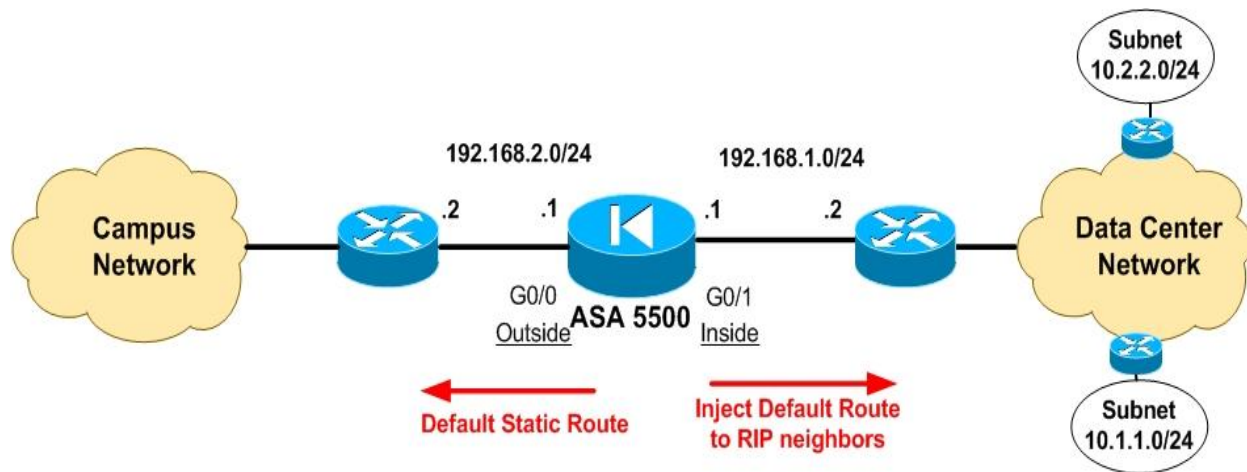 Subnet
10.2.2.0/24
192.168.2.0/24
192.168.1.0/24
Campus
Network
.2
.1
.1
.2
Data Center
Network
G0/0
Outside
ASA 5500
G0/1
Inside
Default Static Route
Inject Default Route
to RIP neighbors
Subnet
10.1.1.0/24